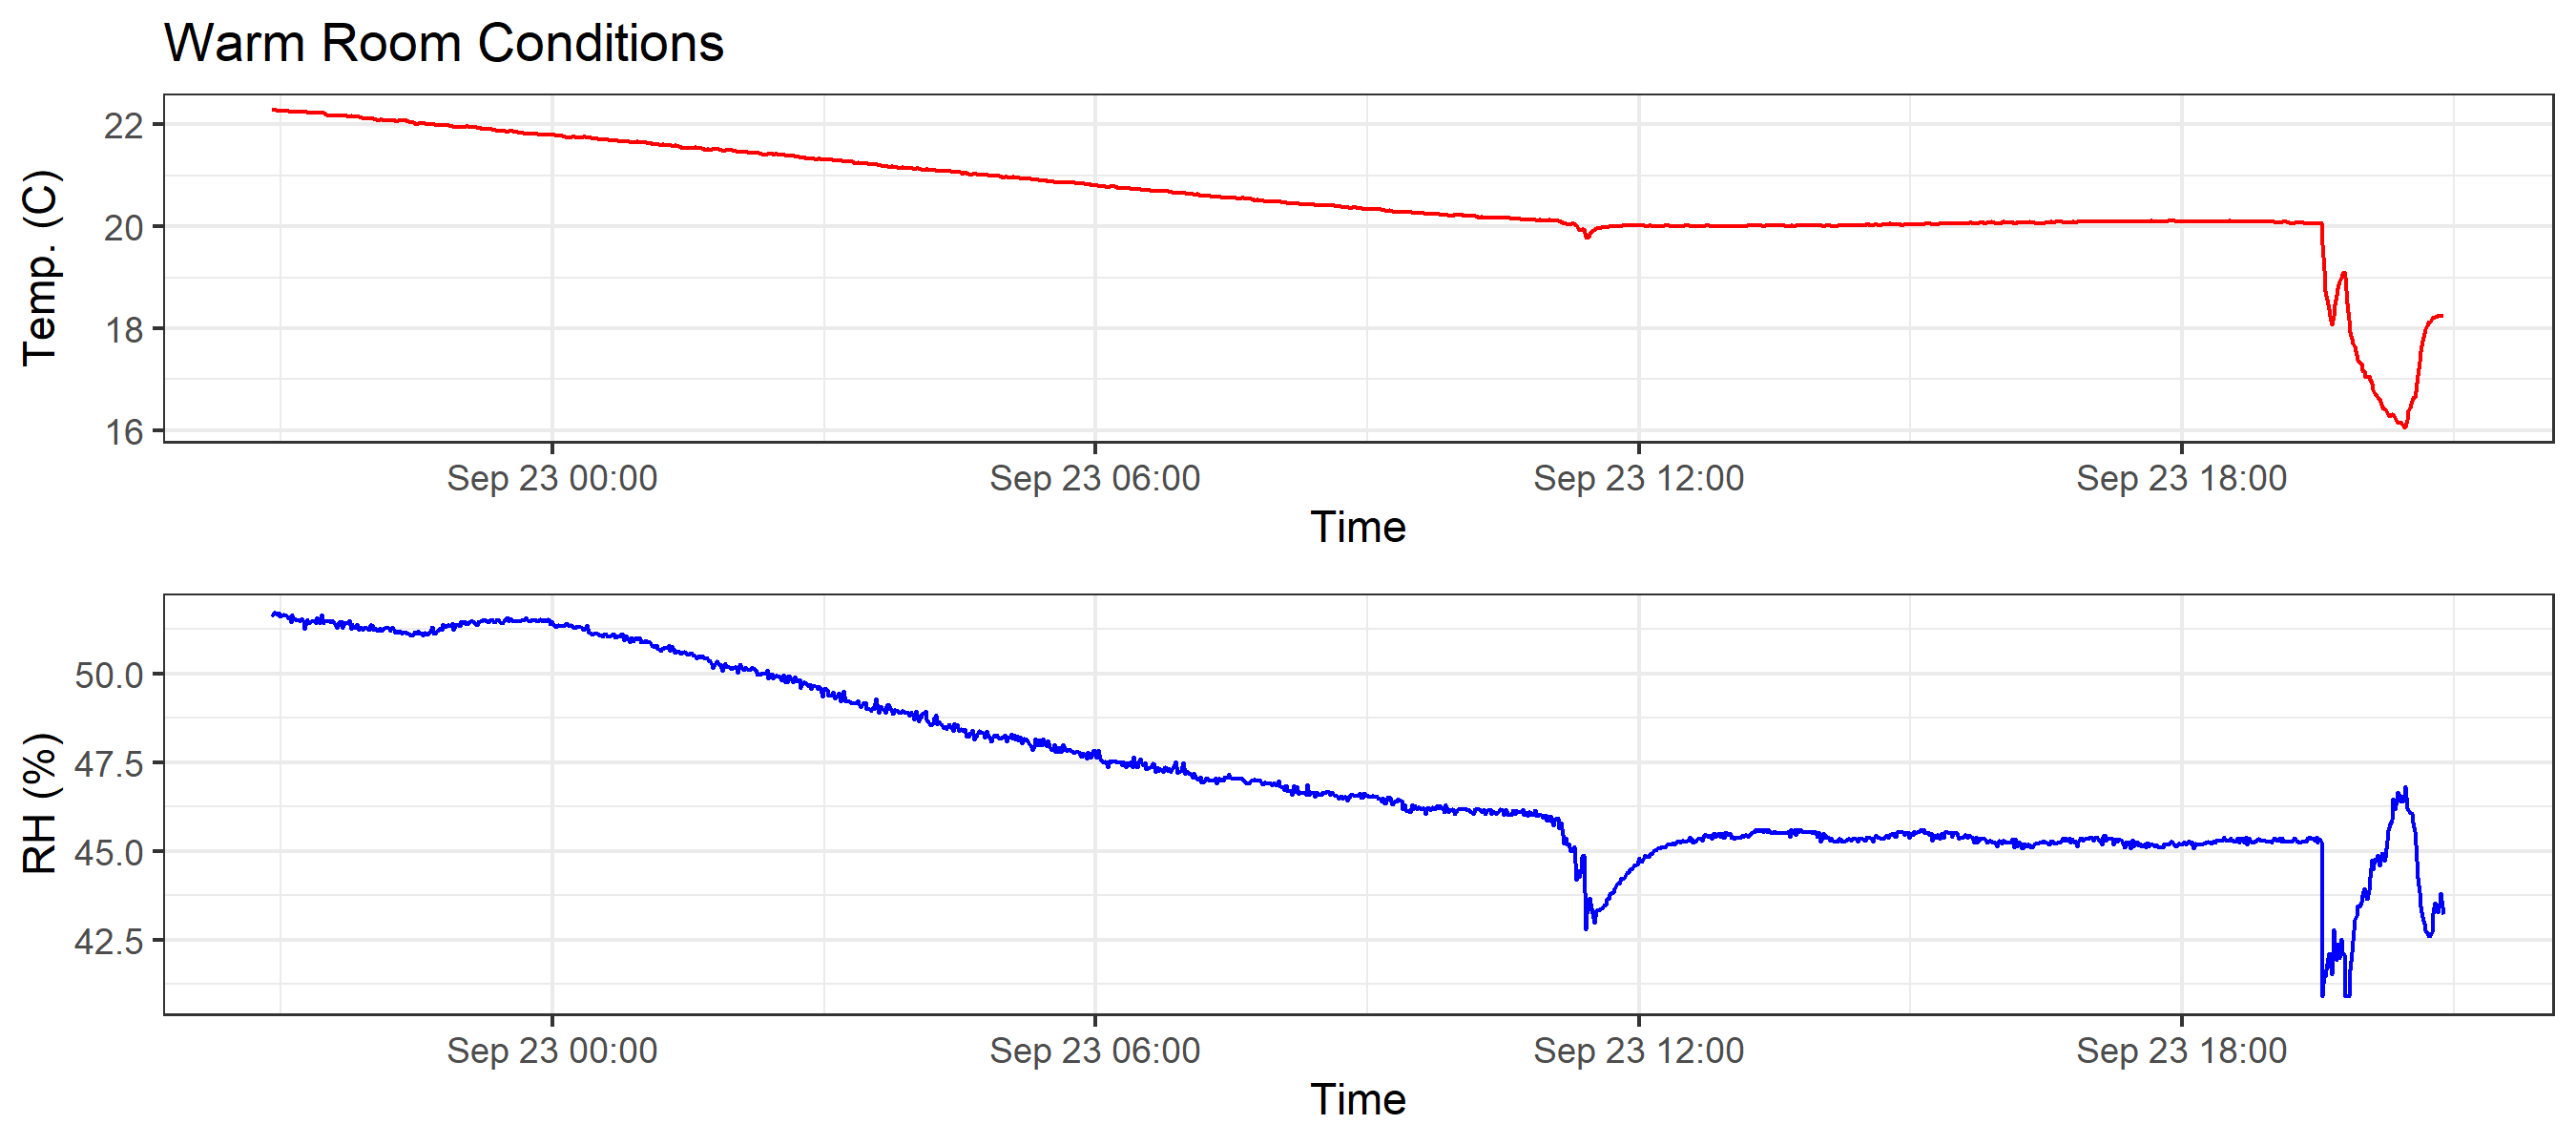 Warm Room Conditions
22
20
18
16
Temp. (C)
Sep 23 00:00 Sep 23 06:00 Sep 23 12:00 Sep 23 18:00
Time
50.0
47.5
45.0
42.5
RH (%)
Sep 23 00:00 Sep 23 06:00 Sep 23 12:00 Sep 23 18:00
Time